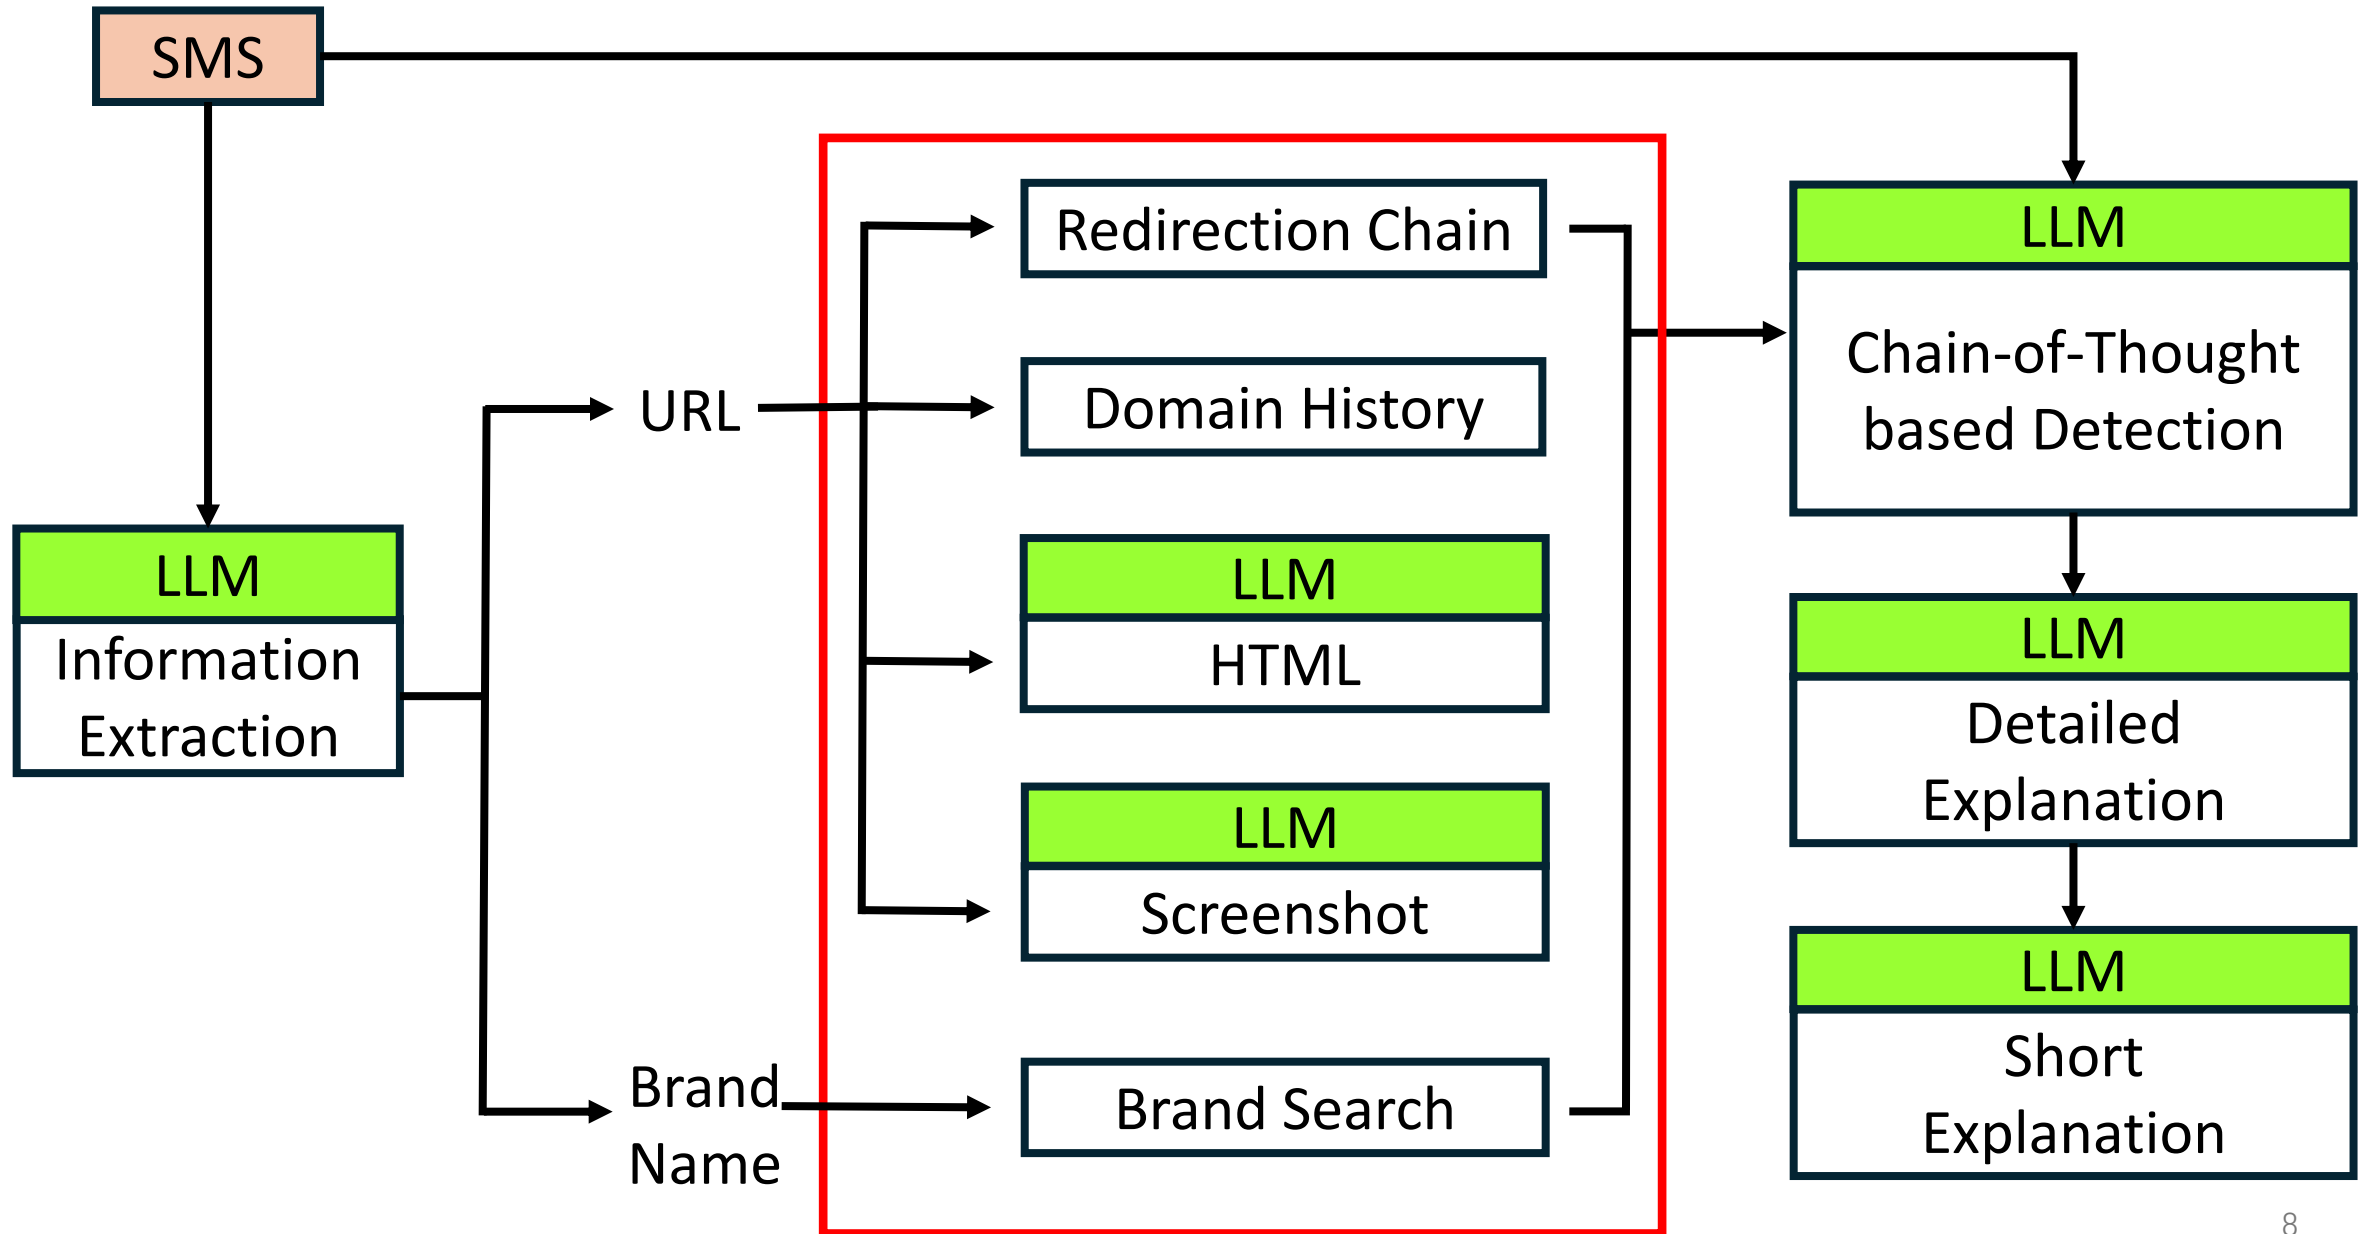 SMS
LLM
Information
Extraction
URL
Brand
Name
Redirection Chain
Domain History
LLM
HTML
LLM
Screenshot
Brand Search
LLM
Chain-of-Thought
based Detection
LLM
Detailed
Explanation
LLM
Short
Explanation
8